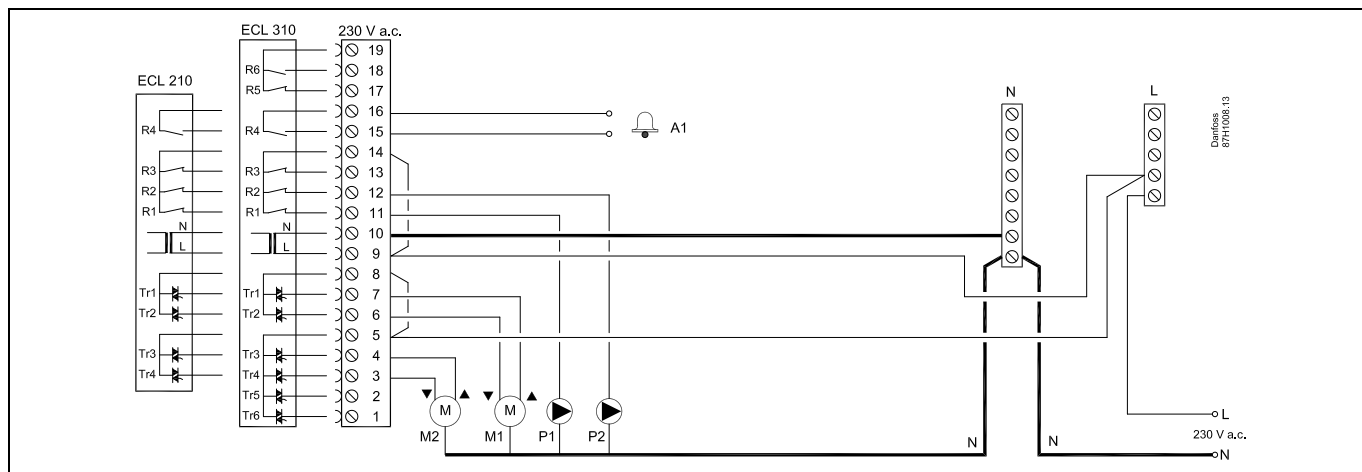 ECL 310 230 V a.c.
19
R6 18
ECL 210 R5 17
16
R4 R4 15 A1
14
R3 R3 13
R2 R2 12
R1 R1 11
N N 10
L L 9
8
Tr1 Tr1 7
Tr2 Tr2 6
5
Tr3 Tr3 4
Tr4 Tr4 3
Tr5 2
Tr6 1
N L
Danfoss
87H1008.13
M M
M2 M1 P1 P2
N N
L
230 V a.c.
N